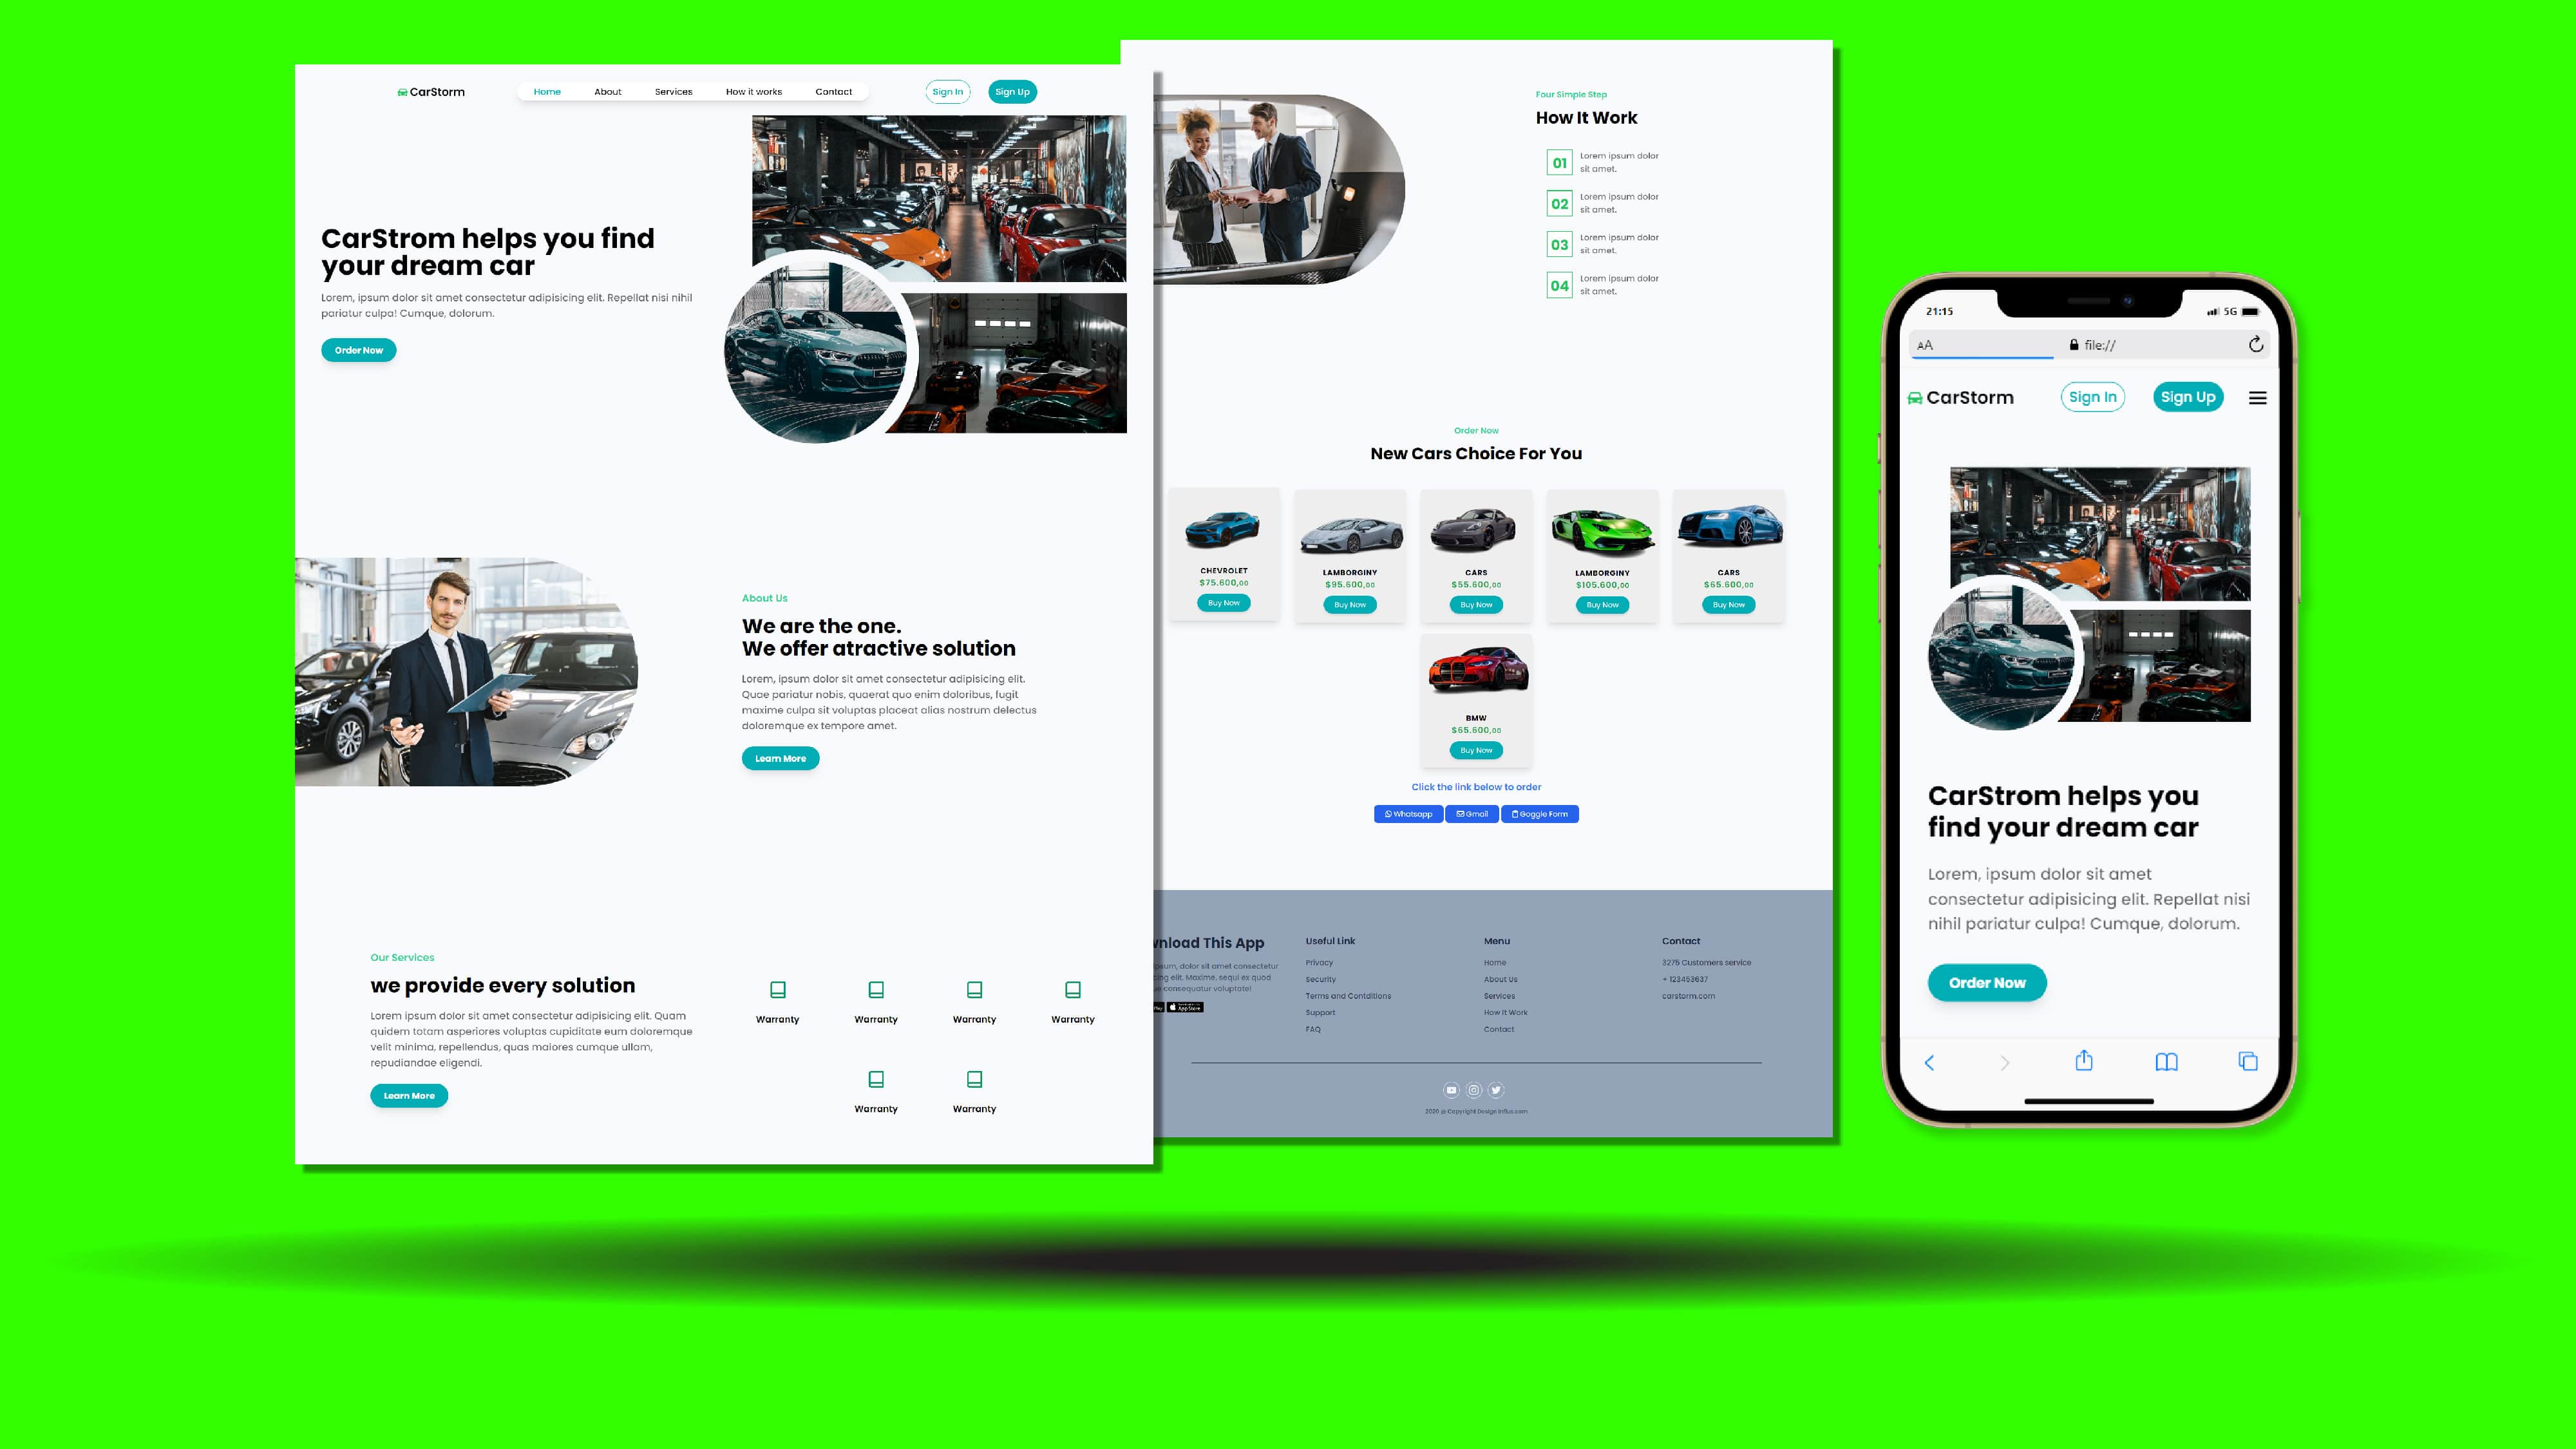 CarStorm
Home About Services How it works Contact
Sign In Sign Up
CarStrom helps you find
your dream car
Lorem, ipsum dolor sit amet consectetur adipisicing elit. Repellat nisi nihil
pariatur culpa! Cumque, dolorum.
Order Now
About Us
We are the one.
We offer atractive solution
Lorem, ipsum dolor sit amet consectetur adipisicing elit.
Quae pariatur nobis, quaerat quo enim doloribus, fugit
maxime culpa sit voluptas placeat alias nostrum delectus
doloremque ex tempore amet.
Learn More
Our Services
we provide every solution
Lorem ipsum dolor sit amet consectetur adipisicing elit. Quam
quidem totam asperiores voluptas cupiditate eum doloremque
velit minima, repellendus, quas maiores cumque ullam,
repudiandae eligendi.
Learn More
Warranty Warranty Warranty Warranty
Warranty Warranty
Four Simple Step
How It Work
01 Lorem ipsum dolor
sit amet.
02 Lorem ipsum dolor
sit amet.
03 Lorem ipsum dolor
sit amet.
04 Lorem ipsum dolor
sit amet.
Order Now
New Cars Choice For You
CHEVROLET
$75.600,00
Buy Now
LAMBORGINY
$95.600,00
Buy Now
CARS
$55.600,00
Buy Now
LAMBORGINY
$105.600,00
Buy Now
CARS
$65.600,00
Buy Now
BMW
$65.600,00
Buy Now
Click the link below to order
Whatsapp Gmail Goggle Form
wnload This App
psum, dolor sit amet consectetur
cing elit. Maxime, sequi ex quod
consequatur voluptate!
App Store
Useful Link
Privacy
Security
Terms and Contditions
Support
FAQ
Menu
Home
About Us
Services
How It Work
Contact
Contact
3275 Customers service
+ 123453637
carstorm.com
2020 @ Copyright Design Influs.com
21:15 5G
AA file://
CarStorm Sign In Sign Up
CarStrom helps you
find your dream car
Lorem, ipsum dolor sit amet
consectetur adipisicing elit. Repellat nisi
nihil pariatur culpa! Cumque, dolorum.
Order Now